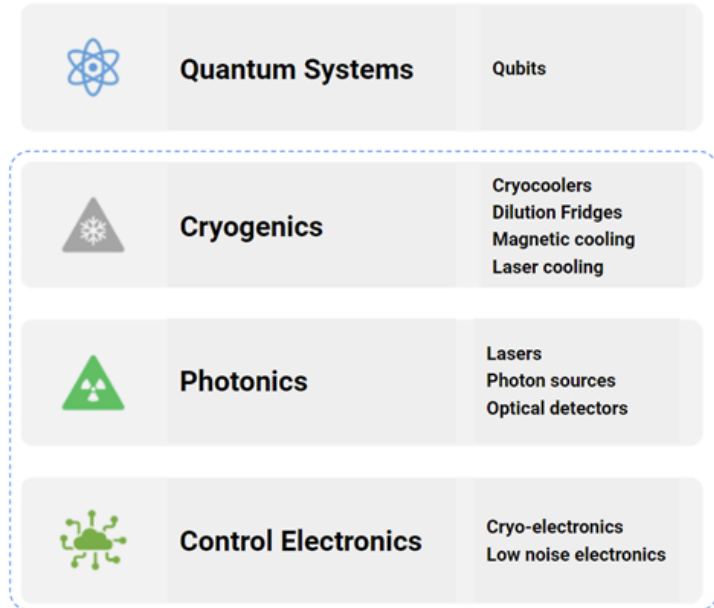 Quantum Systems
Qubits
Cryogenics
Cryocoolers
Dilution Fridges
Magnetic cooling
Laser cooling
Photonics
Lasers
Photon sources
Optical detectors
Control Electronics
Cryo-electronics
Low noise electronics